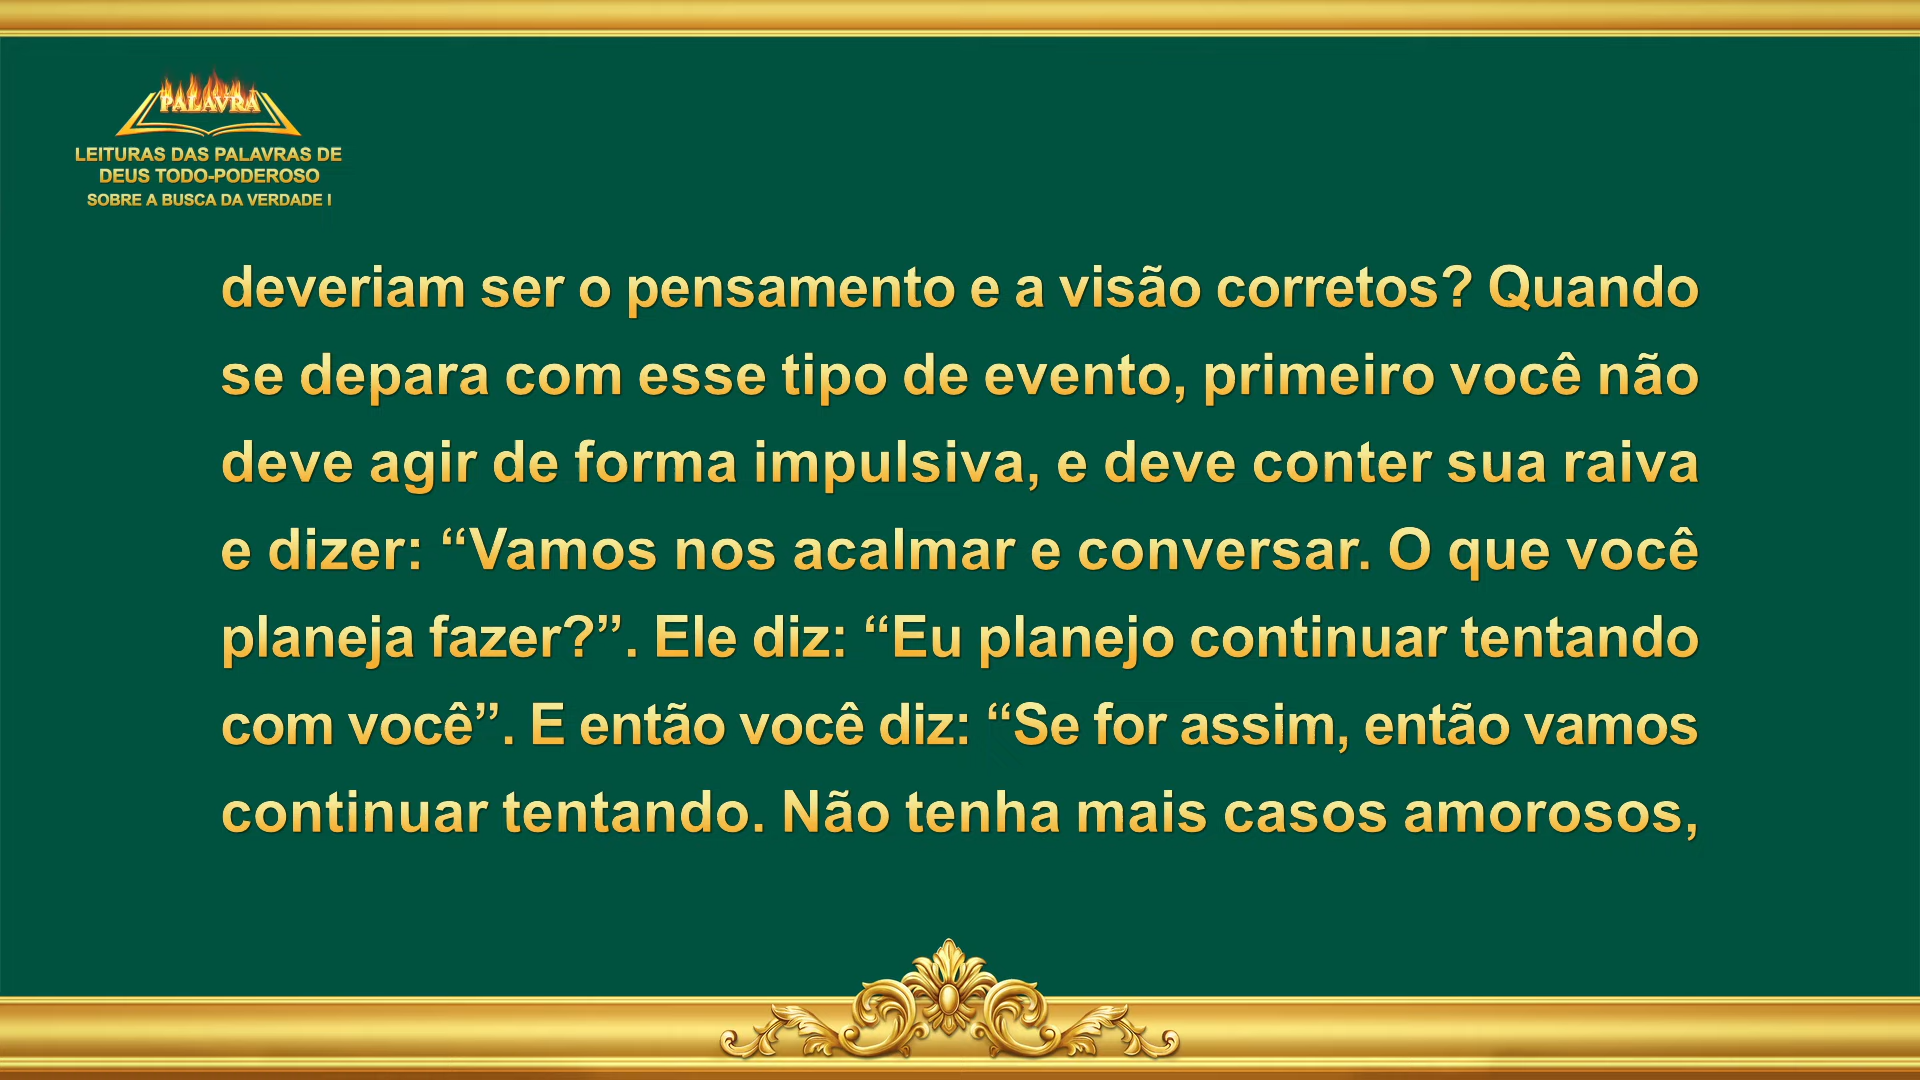 PALAVRA
LEITURAS DAS PALAVRAS DE
DEUS TODO-PODEROSO
SOBRE A BUSCA DA VERDADE I
deveriam ser o pensamento e a visão corretos? Quando
se depara com esse tipo de evento, primeiro você não
deve agir de forma impulsiva, e deve conter sua raiva
e dizer: “Vamos nos acalmar e conversar. O que você
planeja fazer?”. Ele diz: “Eu planejo continuar tentando
com você”. E então você diz: “Se for assim, então vamos
continuar tentando. Não tenha mais casos amorosos,